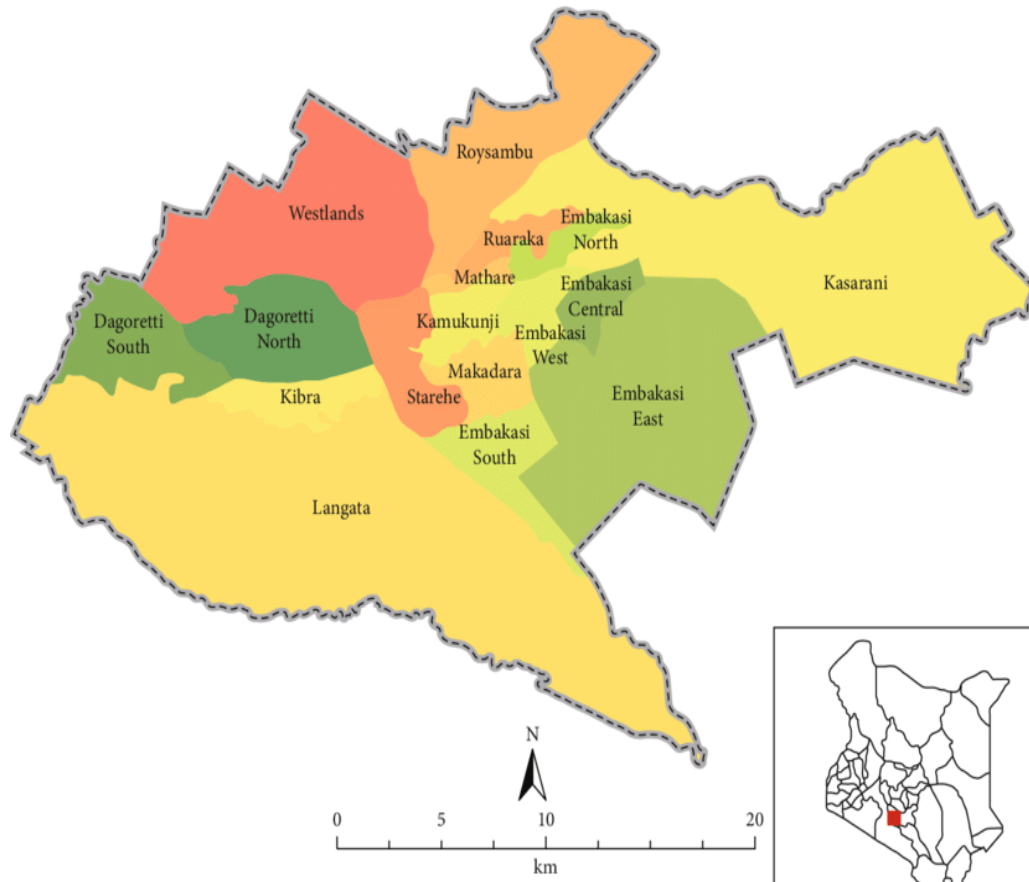 Roysambu
Westlands
Embakasi
North
Ruaraka
Mathare
Kasarani
Embakasi
Central
Dagoretti
South
Dagoretti
North
Kamukunji
Embakasi
West
Makadara
Kibra
Starehe
Embakasi
East
Embakasi
South
Langata
N
0 5 10 20
km